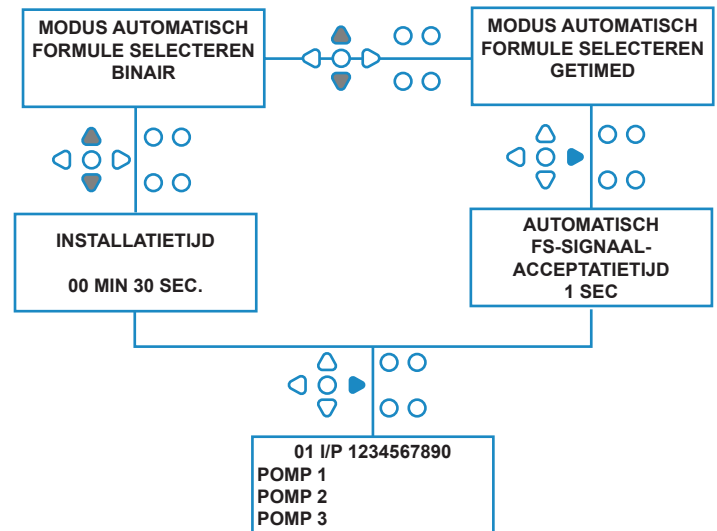 MODUS AUTOMATISCH
FORMULE SELECTEREN
BINAIR
MODUS AUTOMATISCH
FORMULE SELECTEREN
GETIMED
INSTALLATIETIJD
00 MIN 30 SEC.
AUTOMATISCH
FS-SIGNAAL-
ACCEPTATIETIJD
1 SEC
01 I/P 1234567890
POMP 1
POMP 2
POMP 3